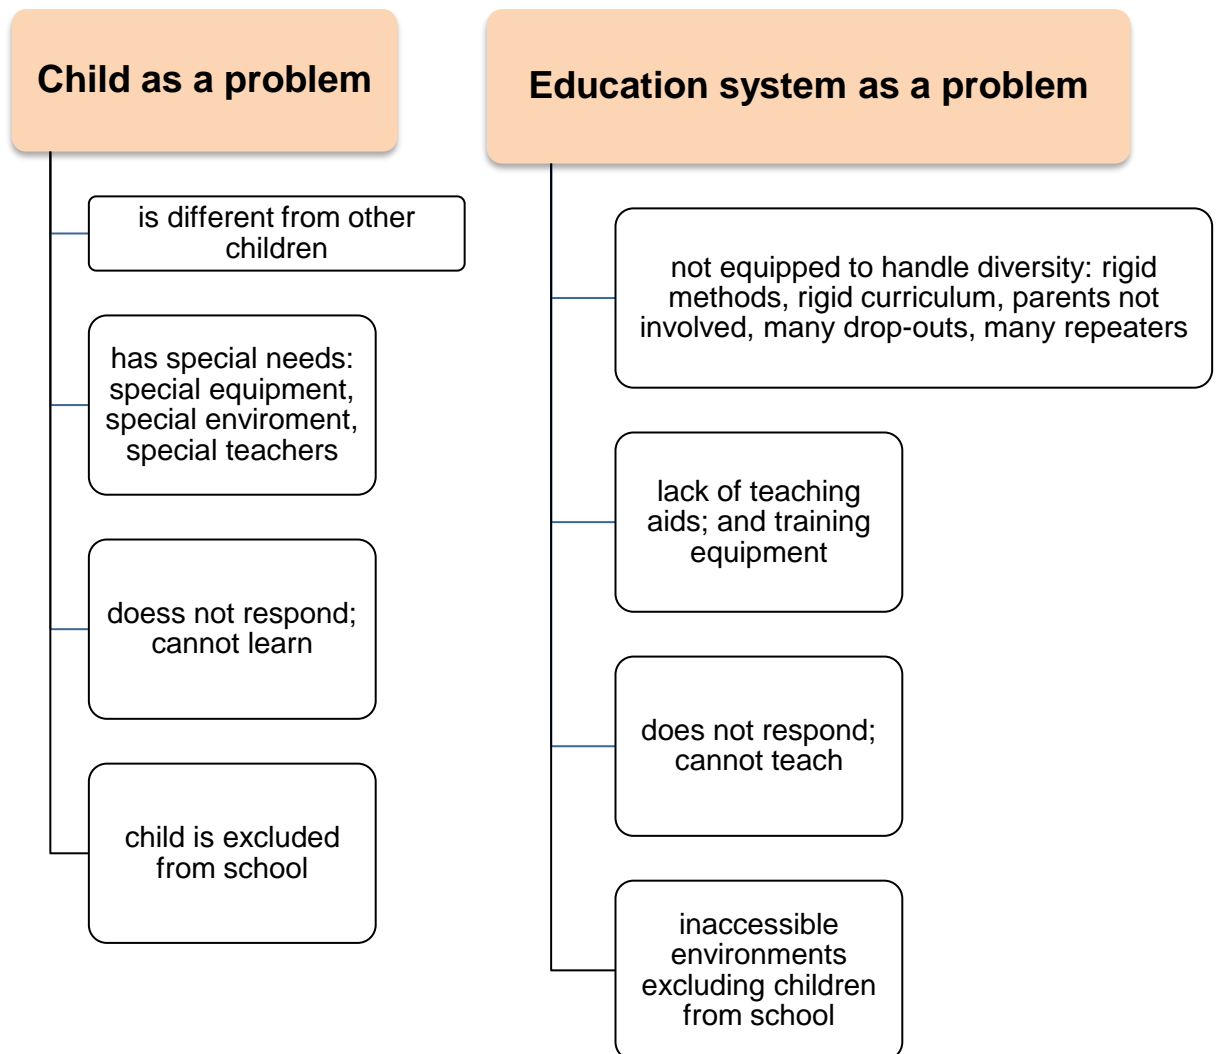 Child as a problem
is different from other
children
has special needs:
special equipment,
special enviroment,
special teachers
doess not respond;
cannot learn
child is excluded
from school
Education system as a problem
not equipped to handle diversity: rigid
methods, rigid curriculum, parents not
involved, many drop-outs, many repeaters
lack of teaching
aids; and training
equipment
does not respond;
cannot teach
inaccessible
environments
excluding children
from school